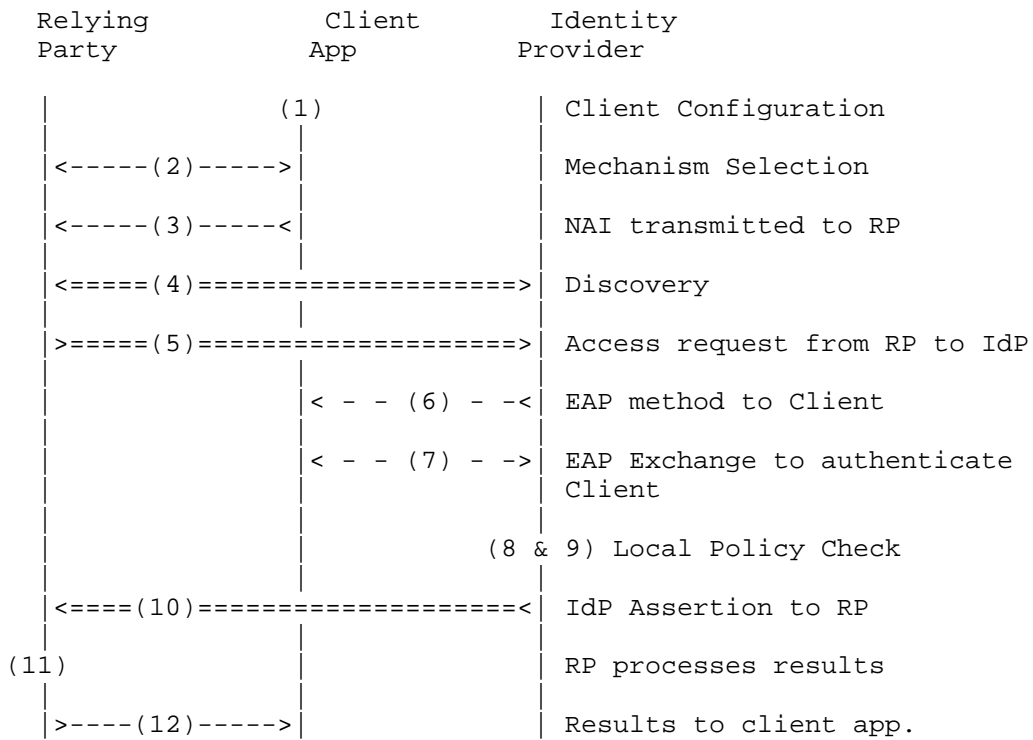 Relying Client Identity
Party App Provider
(1) Client Configuration
<-----(2)-----> Mechanism Selection
<-----(3)-----< NAI transmitted to RP
<=====(4)====================> Discovery
>=====(5)====================> Access request from RP to IdP
< - - (6) - -< EAP method to Client
< - - (7) - -> EAP Exchange to authenticate
Client
(8 & 9) Local Policy Check
<====(10)====================< IdP Assertion to RP
(11) RP processes results
>----(12)-----> Results to client app.